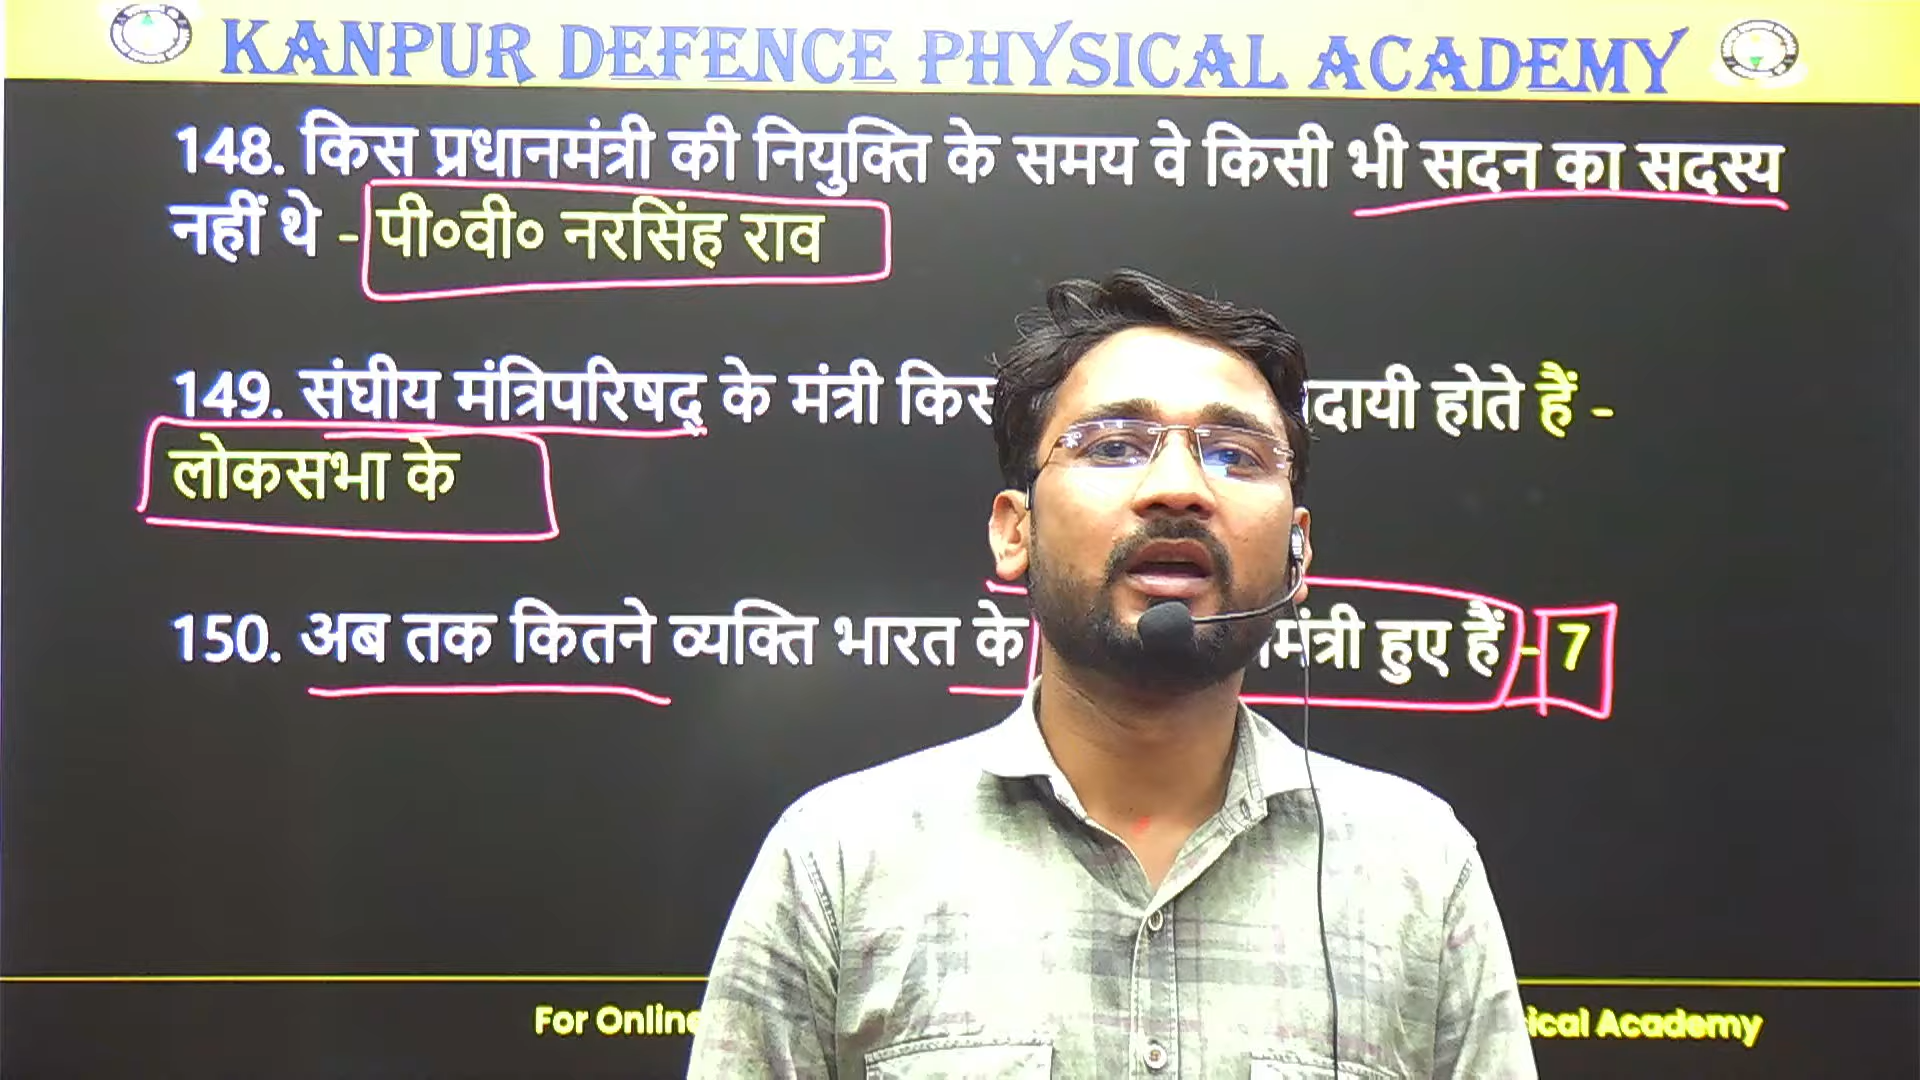 KANPUR DEFENCE PHYSICAL ACADEMY
148. किस प्रधानमंत्री की नियुक्ति के समय वे किसी भी सदन का सदस्य
नहीं थे - पी०वी० नरसिंह राव
149. संघीय मंत्रिपरिषद् के मंत्री होते हैं -
लोकसभा के
150. अब तक कितने व्यक्ति भारत के हुए हैं - 7
For Online Academy